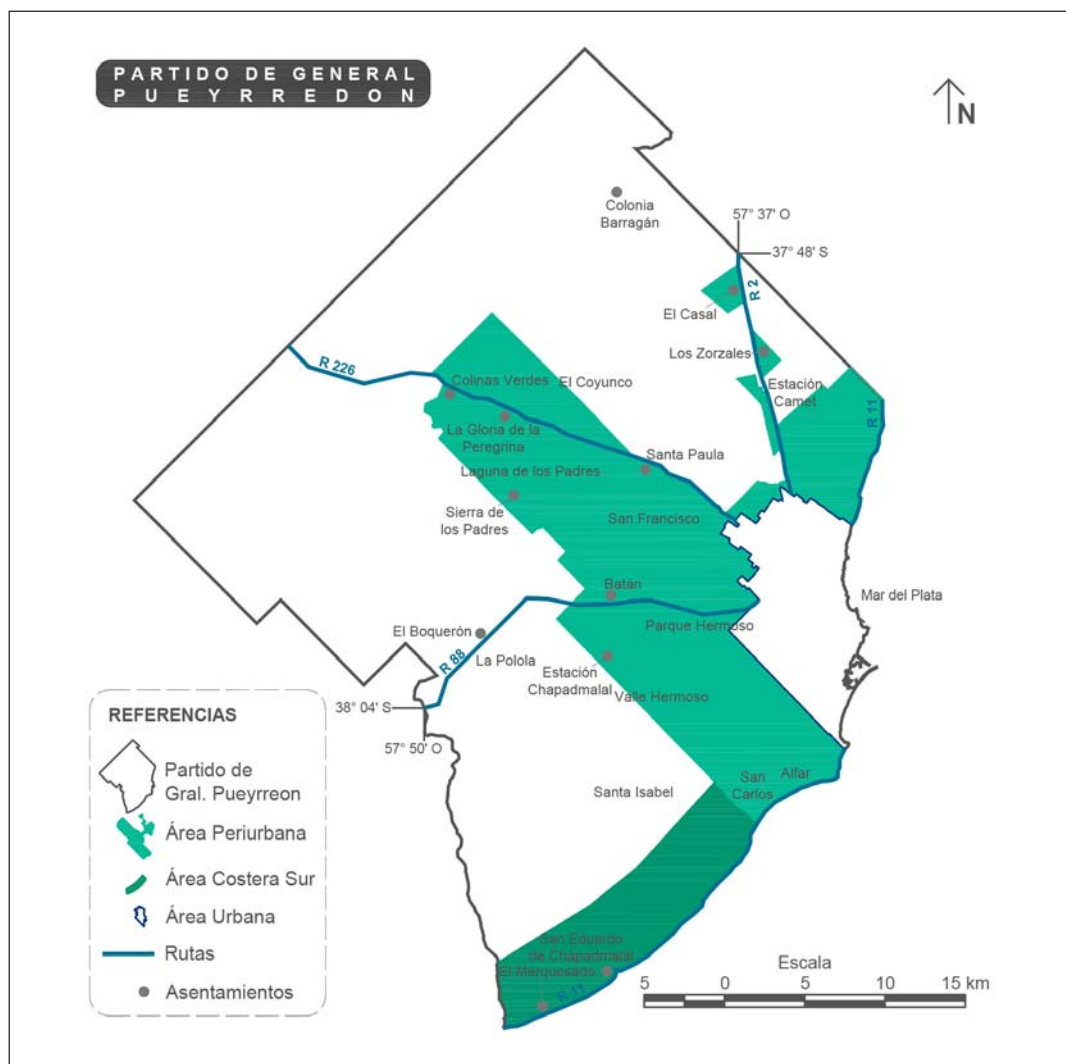 PARTIDO DE GENERAL
PUEYRREDON
N
Colonia
Barragán
57° 37' O
37° 48' S
R 2
El Casal
Los Zorzales
Estación
Camet
R 11
R 226
Colinas Verdes
El Coyunco
La Gloria de la
Peregrina
Santa Paula
Laguna de los Padres
Sierra de
los Padres
San Francisco
Batán
Mar del Plata
Parque Hermoso
El Boquerón
R 88
La Polola
Estación
Chapadmalal
Valle Hermoso
38° 04' S
57° 50' O
Santa Isabel
San
Carlos
Alfar
San Eduardo
de Chapadmalal
El Marquesado
R 11
REFERENCIAS
Partido de
Gral. Pueyrreon
Área Periurbana
Área Costera Sur
Área Urbana
Rutas
Asentamientos
Escala
5 0 5 10 15 km